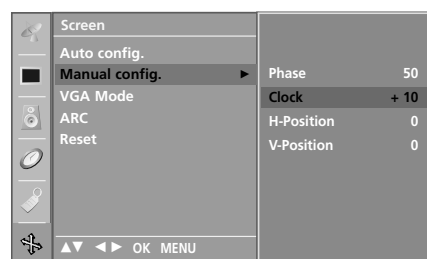 Screen
Auto config.
Manual config. ►
VGA Mode
ARC
Reset
▲▼ ◄► OK MENU
Phase 50
Clock + 10
H-Position 0
V-Position 0